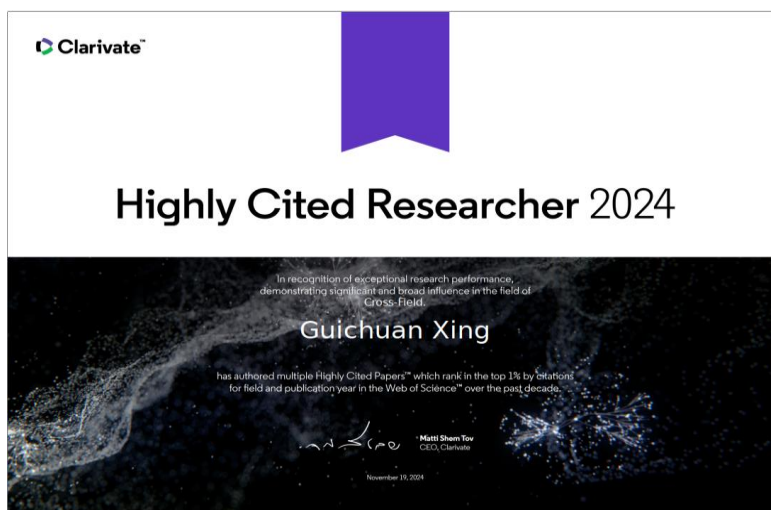 Clarivate™
Highly Cited Researcher 2024
In recognition of exceptional research performance,
demonstrating significant and broad influence in the field of
Cross-Field.
Guichuan Xing
has authored multiple Highly Cited Papers™ which rank in the top 1% by citations
for field and publication year in the Web of Science™ over the past decade.
Matti Shem Tov
CEO, Clarivate
November 19, 2024